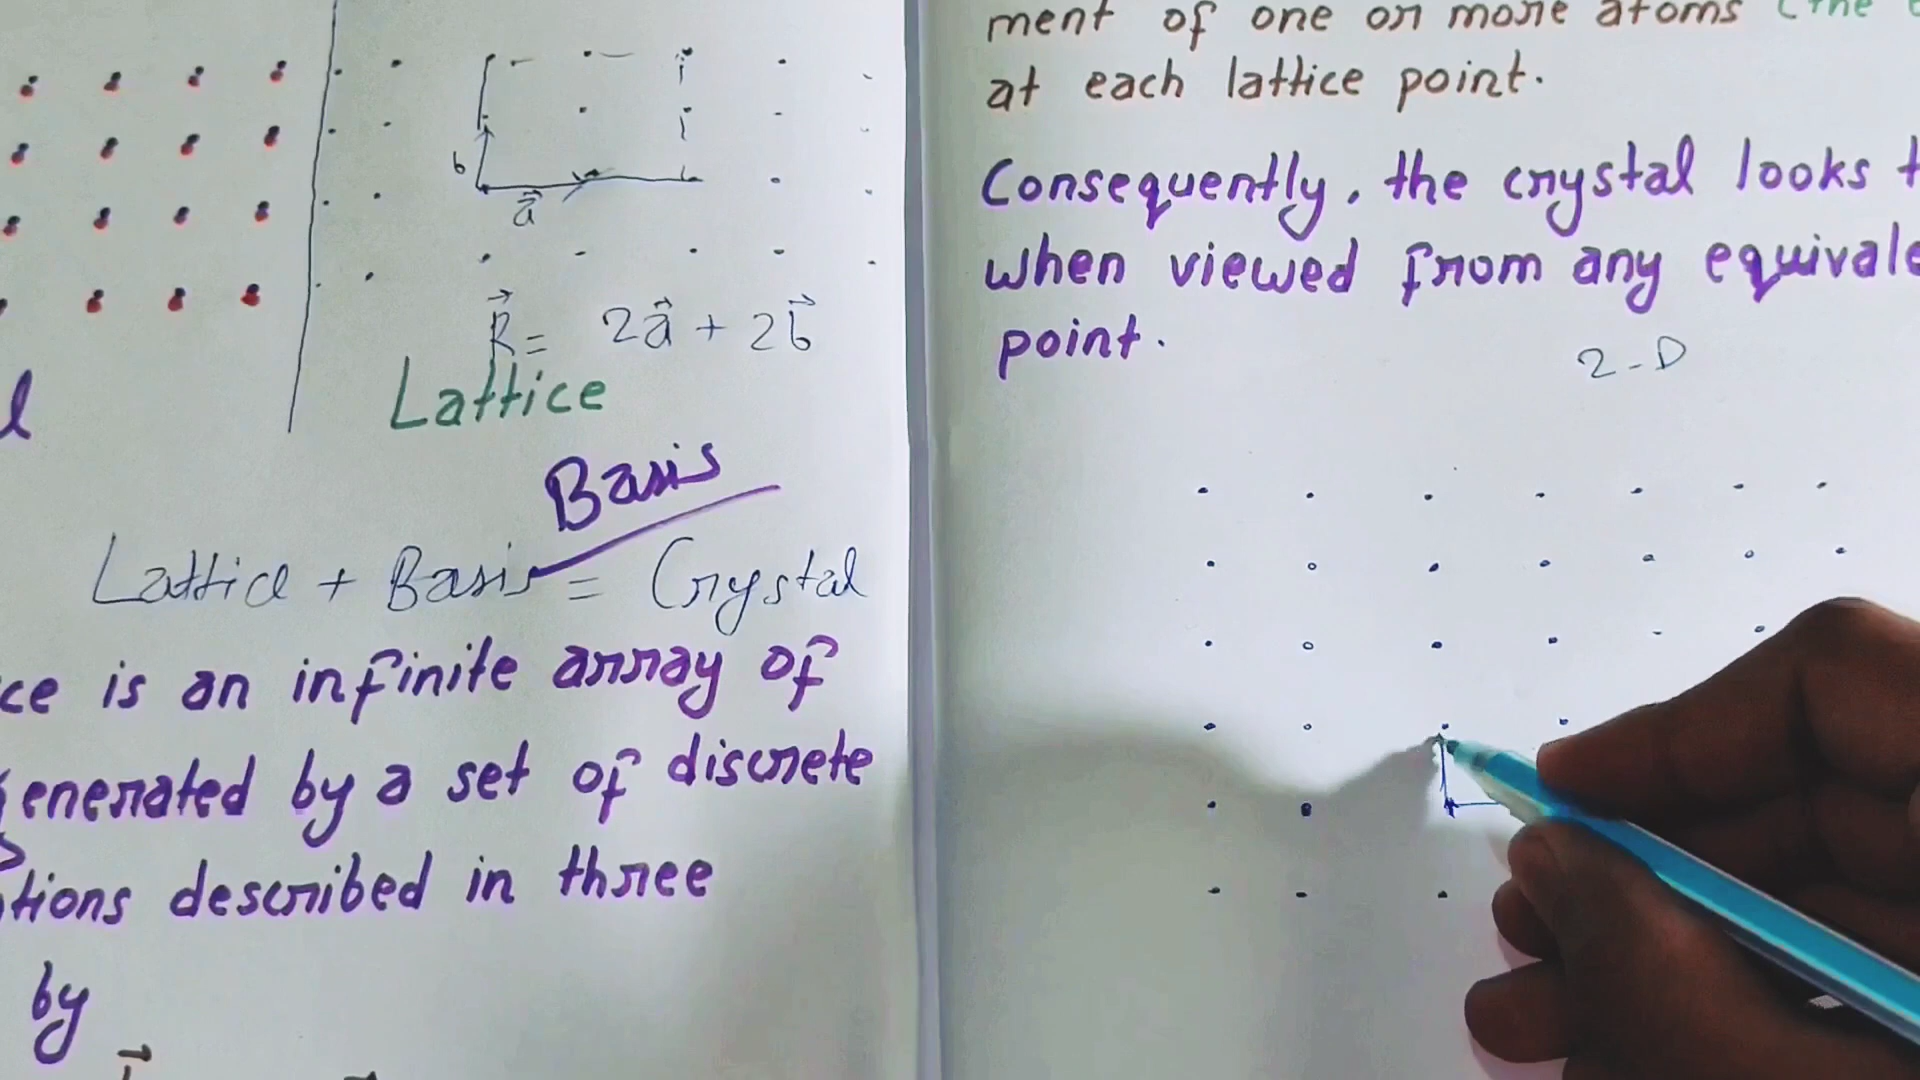 b
a⃗
R⃗ = 2a⃗ + 2b⃗
Lattice
Basis
Lattice + Basis = Crystal
ce is an infinite array of
generated by a set of discrete
tions described in three
by
ment of one or more atoms (the
at each lattice point.
Consequently, the crystal looks t
when viewed from any equivale
point.
2-D